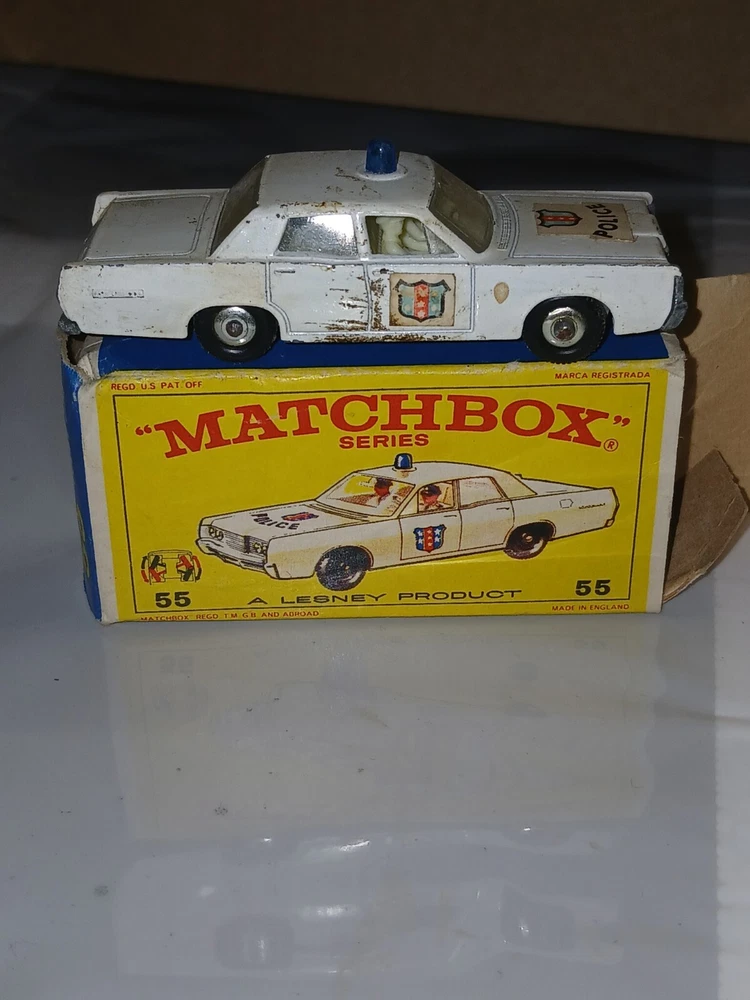 POLICE
REGD U.S PAT OFF
MARCA REGISTRADA
"MATCHBOX"®
SERIES
POLICE
55
A LESNEY PRODUCT
55
MATCHBOX REGD T.M. G.B. AND ABROAD
MADE IN ENGLAND